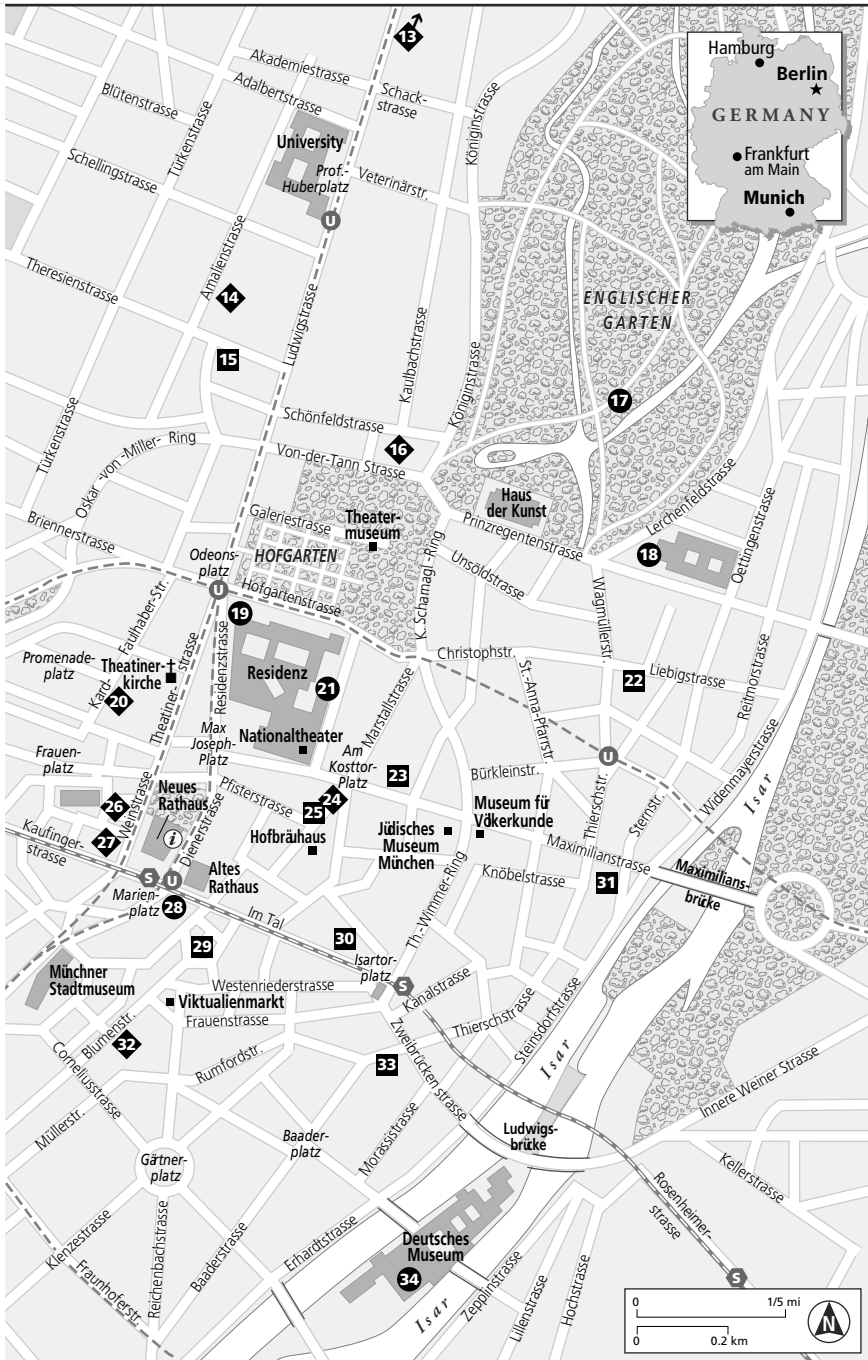 13
Akademiestrasse
Adalbertstrasse
Schack-
strasse
Blütenstrasse
Türkenstrasse
Schellingstrasse
University
Prof.-
Huberplatz
Veterinärstr.
Königinstrasse
U
Hamburg
Berlin
GERMANY
Frankfurt
am Main
Munich
Theresienstrasse
Amalienstrasse
14
Ludwigstrasse
15
Kaulbachstrasse
Königinstrasse
ENGLISCHER
GARTEN
17
Schönfeldstrasse
16
Türkenstrasse
Oskar -von -Miller- Ring
Von-der-Tann Strasse
Briennerstrasse
Galeriestrasse
Theater-
museum
HOFGARTEN
Haus
der Kunst
Prinzregentenstrasse
Lerchenfeldstrasse
18
Oettingenstrasse
Odeons-
platz
U
Hofgartenstrasse
K. Scharnagl -Ring
Unsöldstrasse
Wagmüllerstr.
19
Kard-
Faulhaber-Str.
Promenade-
platz
Theatiner-
kirche
20
Theatiner-
strasse
Residenzstrasse
Residenz
21
Christophstr.
St.-Anna-Pfarrstr.
22
Liebigstrasse
Reitmorstrasse
Marstallstrasse
Max
Joseph-
Platz
Nationaltheater
Am
Kosttor-
Platz
23
Bürkleinstr.
U
Widenmayerstrasse
Isar
Frauen-
platz
26
Neues
Rathaus
i
Weinstrasse
Dienerstrasse
Pfisterstrasse
24
25
Hofbräuhaus
Jüdisches
Museum
München
Museum für
Völkerkunde
Thierschstr.
Sternstr.
Maximilianstrasse
Maximilians-
brücke
Kaufinger-
strasse
27
S
U
Altes
Rathaus
Marien-
platz
28
Knöbelstrasse
31
Th.-Wimmer-Ring
Im Tal
29
30
Isartor-
platz
S
Münchner
Stadtmuseum
Westenriederstrasse
Viktualienmarkt
Frauenstrasse
Kanalstrasse
Thierschstrasse
Steinsdorfstrasse
Isar
Blumenstr.
32
Corneliusstrasse
Rumfordstr.
33
Zweibrücken strasse
Innere Weiner Strasse
Müllerstr.
Baader-
platz
Morassistrasse
Ludwigs-
brücke
Gärtner-
platz
Kellerstrasse
Rosenheimer-
strasse
Klenzestrasse
Fraunhoferstr.
Reichenbachstrasse
Baaderstrasse
Erhardtstrasse
Deutsches
Museum
34
Isar
Zepplinstrasse
Lilienstrasse
Hochstrasse
S
0 1/5 mi
0 0.2 km
N